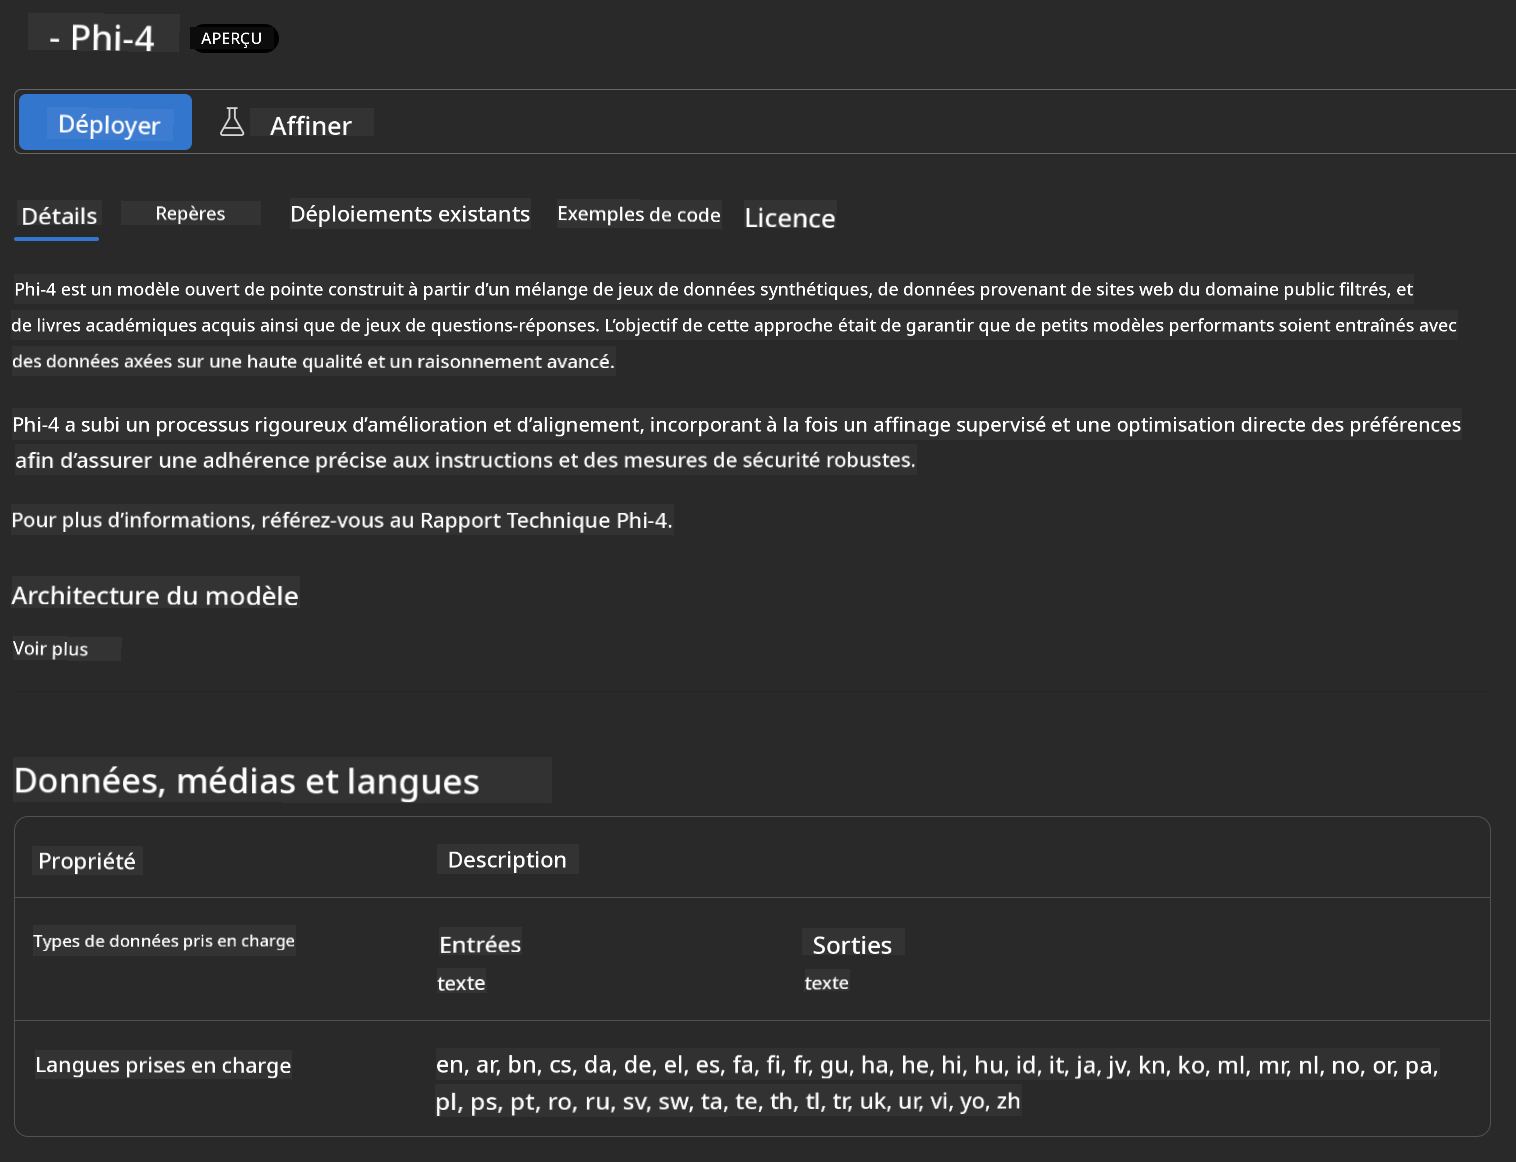 - Phi-4 APERÇU
Déployer Affiner
Détails Repères Déploiements existants Exemples de code Licence
Phi-4 est un modèle ouvert de pointe construit à partir d’un mélange de jeux de données synthétiques, de données provenant de sites web du domaine public filtrés, et
de livres académiques acquis ainsi que de jeux de questions-réponses. L’objectif de cette approche était de garantir que de petits modèles performants soient entraînés avec
des données axées sur une haute qualité et un raisonnement avancé.
Phi-4 a subi un processus rigoureux d’amélioration et d’alignement, incorporant à la fois un affinage supervisé et une optimisation directe des préférences
afin d’assurer une adhérence précise aux instructions et des mesures de sécurité robustes.
Pour plus d’informations, référez-vous au Rapport Technique Phi-4.
Architecture du modèle
Voir plus
Données, médias et langues
Propriété Description
Types de données pris en charge Entrées Sorties
texte texte
Langues prises en charge en, ar, bn, cs, da, de, el, es, fa, fi, fr, gu, ha, he, hi, hu, id, it, ja, jv, kn, ko, ml, mr, nl, no, or, pa,
pl, ps, pt, ro, ru, sv, sw, ta, te, th, tl, tr, uk, ur, vi, yo, zh